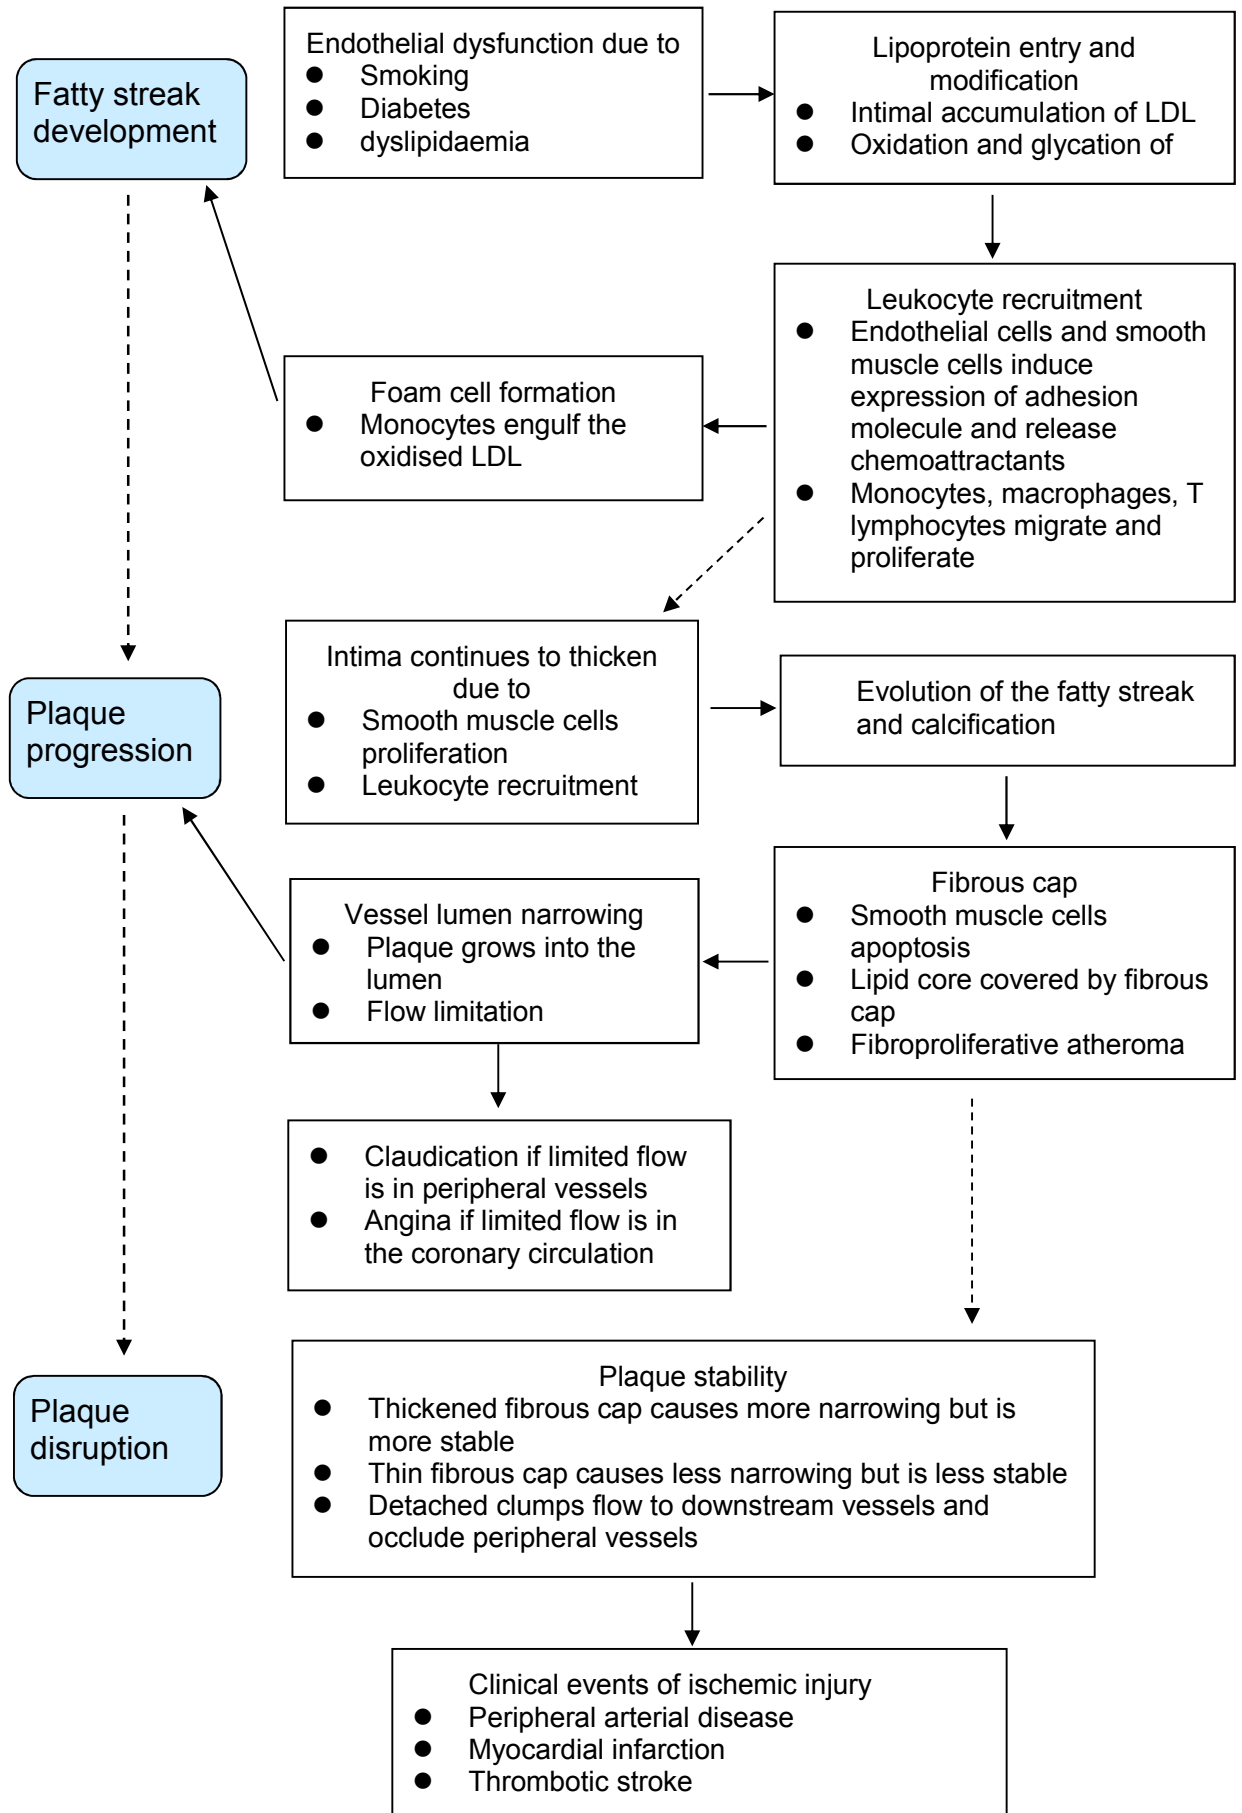 Fatty streak
development
Endothelial dysfunction due to
● Smoking
● Diabetes
● dyslipidaemia
Lipoprotein entry and
modification
● Intimal accumulation of LDL
● Oxidation and glycation of
Leukocyte recruitment
● Endothelial cells and smooth
muscle cells induce
expression of adhesion
molecule and release
chemoattractants
● Monocytes, macrophages, T
lymphocytes migrate and
proliferate
Foam cell formation
● Monocytes engulf the
oxidised LDL
Plaque
progression
Intima continues to thicken
due to
● Smooth muscle cells
proliferation
● Leukocyte recruitment
Evolution of the fatty streak
and calcification
Fibrous cap
● Smooth muscle cells
apoptosis
● Lipid core covered by fibrous
cap
● Fibroproliferative atheroma
Vessel lumen narrowing
● Plaque grows into the
lumen
● Flow limitation
● Claudication if limited flow
is in peripheral vessels
● Angina if limited flow is in
the coronary circulation
Plaque
disruption
Plaque stability
● Thickened fibrous cap causes more narrowing but is
more stable
● Thin fibrous cap causes less narrowing but is less stable
● Detached clumps flow to downstream vessels and
occlude peripheral vessels
Clinical events of ischemic injury
● Peripheral arterial disease
● Myocardial infarction
● Thrombotic stroke